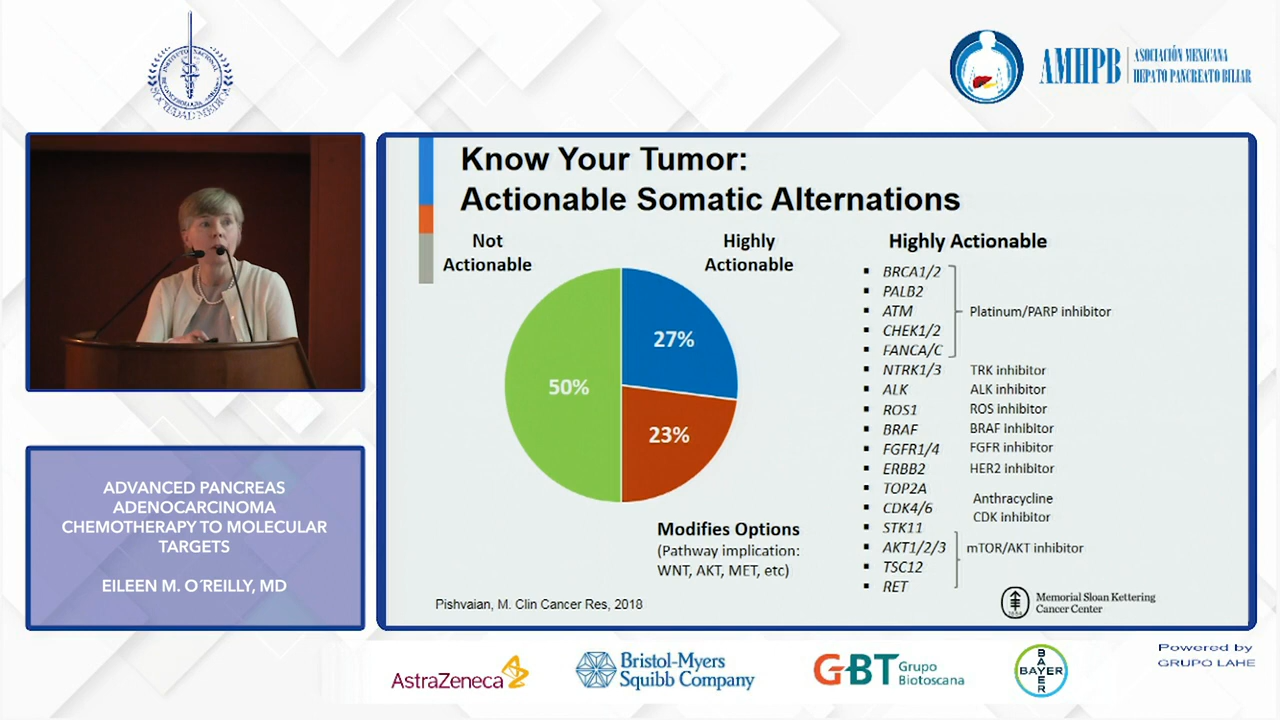 INSTITUTO NACIONAL
SOCIEDAD MEDICA
AMHPB
ASOCIACIÓN MEXICANA
HEPATO PANCREATO BILIAR
Know Your Tumor:
Actionable Somatic Alternations
Not
Actionable
Highly
Actionable
50%
27%
23%
Modifies Options
(Pathway implication:
WNT, AKT, MET, etc)
Highly Actionable
▪ BRCA1/2
▪ PALB2
▪ ATM
▪ CHEK1/2
▪ FANCA/C
Platinum/PARP inhibitor
▪ NTRK1/3 TRK inhibitor
▪ ALK ALK inhibitor
▪ ROS1 ROS inhibitor
▪ BRAF BRAF inhibitor
▪ FGFR1/4 FGFR inhibitor
▪ ERBB2 HER2 inhibitor
▪ TOP2A Anthracycline
▪ CDK4/6 CDK inhibitor
▪ STK11
▪ AKT1/2/3 mTOR/AKT inhibitor
▪ TSC12
▪ RET
Pishvaian, M. Clin Cancer Res, 2018
Memorial Sloan Kettering
Cancer Center
ADVANCED PANCREAS
ADENOCARCINOMA
CHEMOTHERAPY TO MOLECULAR
TARGETS
EILEEN M. O´REILLY, MD
AstraZeneca
Bristol-Myers
Squibb Company
GBT Grupo
Biotoscana
BAYER
BAYER
Powered by
GRUPO LAHE